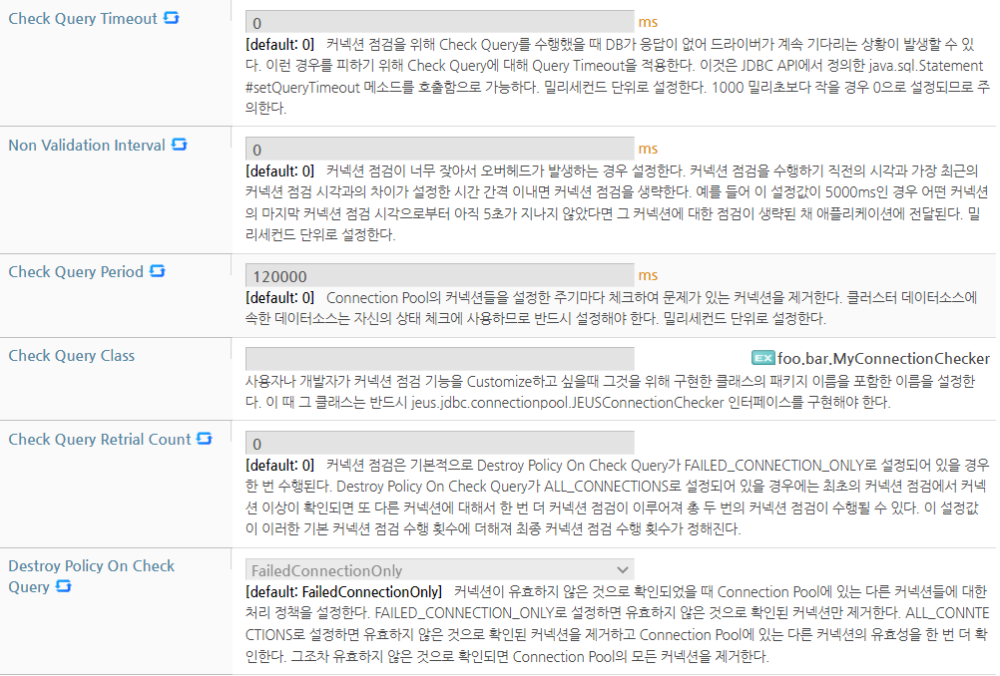 Check Query Timeout
0 ms
[default: 0] 커넥션 점검을 위해 Check Query를 수행했을 때 DB가 응답이 없어 드라이버가 계속 기다리는 상황이 발생할 수 있
다. 이런 경우를 피하기 위해 Check Query에 대해 Query Timeout을 적용한다. 이것은 JDBC API에서 정의한 java.sql.Statement
#setQueryTimeout 메소드를 호출함으로 가능하다. 밀리세컨드 단위로 설정한다. 1000 밀리초보다 작을 경우 0으로 설정되므로 주
의한다.
Non Validation Interval
0 ms
[default: 0] 커넥션 점검이 너무 잦아서 오버헤드가 발생하는 경우 설정한다. 커넥션 점검을 수행하기 직전의 시각과 가장 최근의
커넥션 점검 시각과의 차이가 설정한 시간 간격 이내면 커넥션 점검을 생략한다. 예를 들어 이 설정값이 5000ms인 경우 어떤 커넥션
의 마지막 커넥션 점검 시각으로부터 아직 5초가 지나지 않았다면 그 커넥션에 대한 점검이 생략된 채 애플리케이션에 전달된다. 밀
리세컨드 단위로 설정한다.
Check Query Period
120000 ms
[default: 0] Connection Pool의 커넥션들을 설정한 주기마다 체크하여 문제가 있는 커넥션을 제거한다. 클러스터 데이터소스에
속한 데이터소스는 자신의 상태 체크에 사용하므로 반드시 설정해야 한다. 밀리세컨드 단위로 설정한다.
Check Query Class
EX foo.bar.MyConnectionChecker
사용자나 개발자가 커넥션 점검 기능을 Customize하고 싶을때 그것을 위해 구현한 클래스의 패키지 이름을 포함한 이름을 설정한
다. 이 때 그 클래스는 반드시 jeus.jdbc.connectionpool.JEUSConnectionChecker 인터페이스를 구현해야 한다.
Check Query Retrial Count
0
[default: 0] 커넥션 점검은 기본적으로 Destroy Policy On Check Query가 FAILED_CONNECTION_ONLY로 설정되어 있을 경우
한 번 수행된다. Destroy Policy On Check Query가 ALL_CONNECTIONS로 설정되어 있을 경우에는 최초의 커넥션 점검에서 커넥
션 이상이 확인되면 또 다른 커넥션에 대해서 한 번 더 커넥션 점검이 이루어져 총 두 번의 커넥션 점검이 수행될 수 있다. 이 설정값
이 이러한 기본 커넥션 점검 수행 횟수에 더해져 최종 커넥션 점검 수행 횟수가 정해진다.
Destroy Policy On Check
Query
FailedConnectionOnly
[default: FailedConnectionOnly] 커넥션이 유효하지 않은 것으로 확인되었을 때 Connection Pool에 있는 다른 커넥션들에 대한
처리 정책을 설정한다. FAILED_CONNECTION_ONLY로 설정하면 유효하지 않은 것으로 확인된 커넥션만 제거한다. ALL_CONNTE
CTIONS로 설정하면 유효하지 않은 것으로 확인된 커넥션을 제거하고 Connection Pool에 있는 다른 커넥션의 유효성을 한 번 더 확
인한다. 그조차 유효하지 않은 것으로 확인되면 Connection Pool의 모든 커넥션을 제거한다.